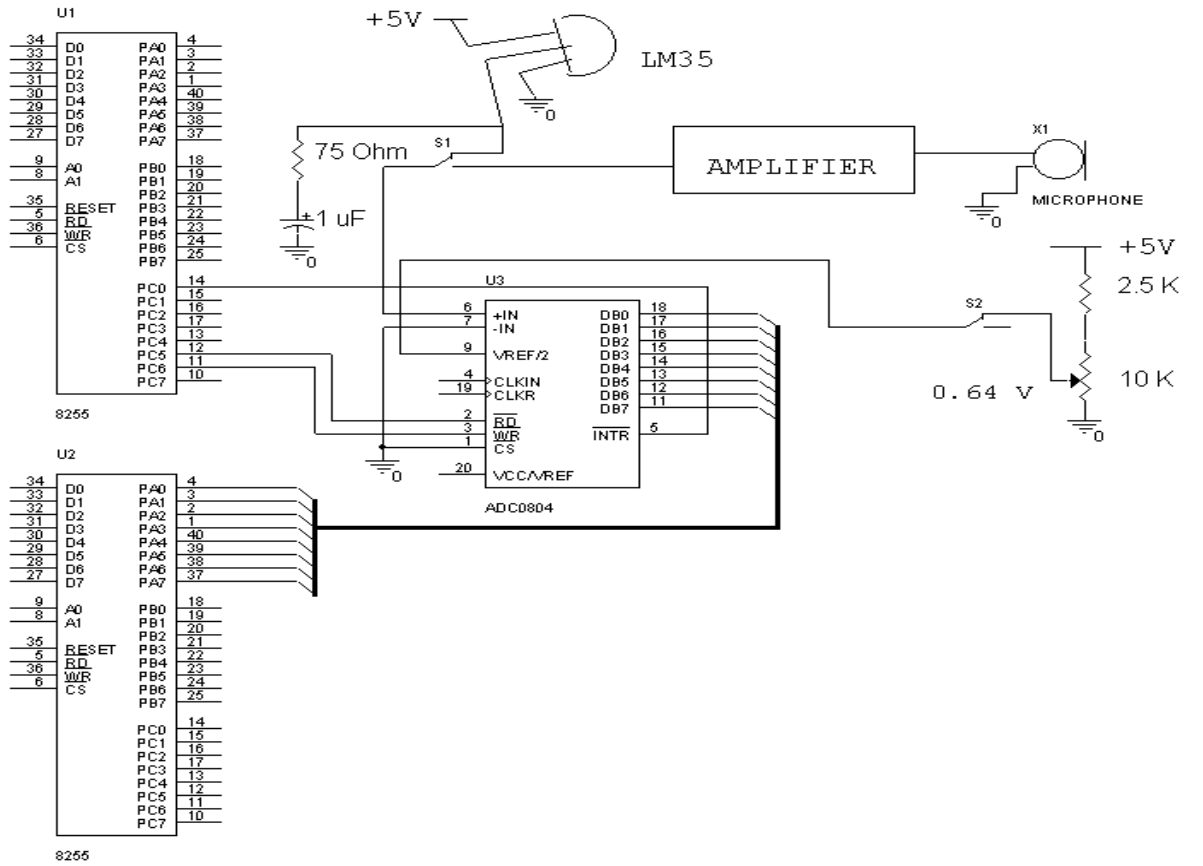 U1
34 D0 PA0 4
33 D1 PA1 3
32 D2 PA2 2
31 D3 PA3 1
30 D4 PA4 40
29 D5 PA5 39
28 D6 PA6 38
27 D7 PA7 37
9 A0 PB0 18
8 A1 PB1 19
PB2 20
35 RESET PB3 21
5 RD PB4 22
36 WR PB5 23
6 CS PB6 24
PB7 25
PC0 14
PC1 15
PC2 16
PC3 17
PC4 13
PC5 12
PC6 11
PC7 10
8255
+5V
LM35
0
75 Ohm
S1
+
1 uF
0
AMPLIFIER
X1
MICROPHONE
0
+5V
2.5 K
S2
10 K
0.64 V
0
U3
6 +IN DB0 18
7 -IN DB1 17
DB2 16
9 VREF/2 DB3 15
DB4 14
4 CLKIN DB5 13
19 CLKR DB6 12
DB7 11
2 RD
3 WR INTR 5
1 CS
20 VCC/VREF
0
ADC0804
U2
34 D0 PA0 4
33 D1 PA1 3
32 D2 PA2 2
31 D3 PA3 1
30 D4 PA4 40
29 D5 PA5 39
28 D6 PA6 38
27 D7 PA7 37
9 A0 PB0 18
8 A1 PB1 19
PB2 20
35 RESET PB3 21
5 RD PB4 22
36 WR PB5 23
6 CS PB6 24
PB7 25
PC0 14
PC1 15
PC2 16
PC3 17
PC4 13
PC5 12
PC6 11
PC7 10
8255